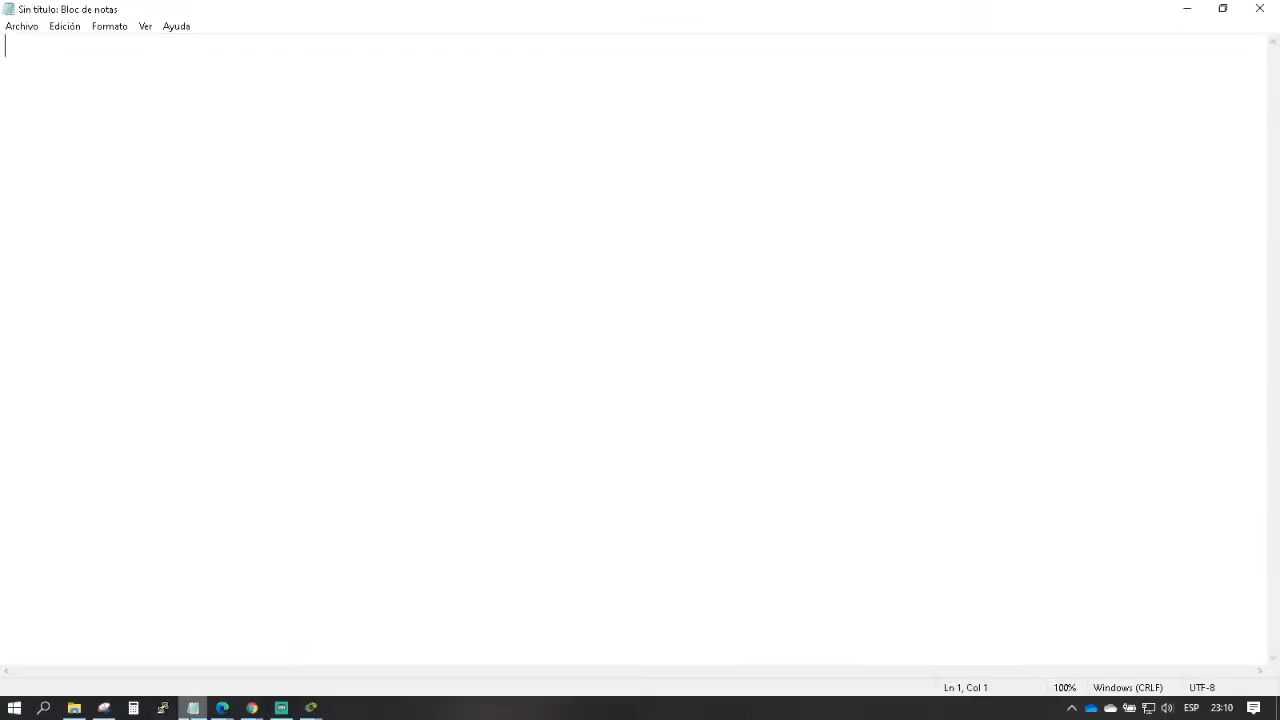 Sin título: Bloc de notas
Archivo Edición Formato Ver Ayuda
Ln 1, Col 1 100% Windows (CRLF) UTF-8
ESP 23:10